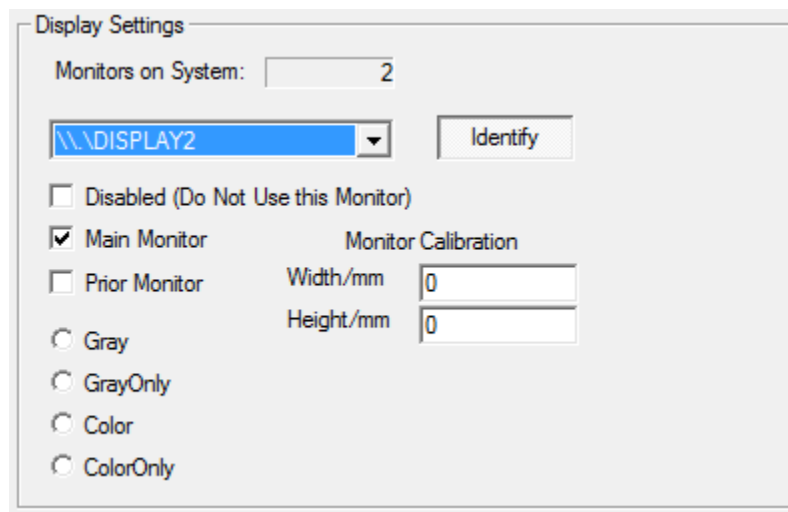 Display Settings
Monitors on System: 2
\\.\DISPLAY2 Identify
Disabled (Do Not Use this Monitor)
Main Monitor Monitor Calibration
Prior Monitor Width/mm 0
Height/mm 0
Gray
GrayOnly
Color
ColorOnly